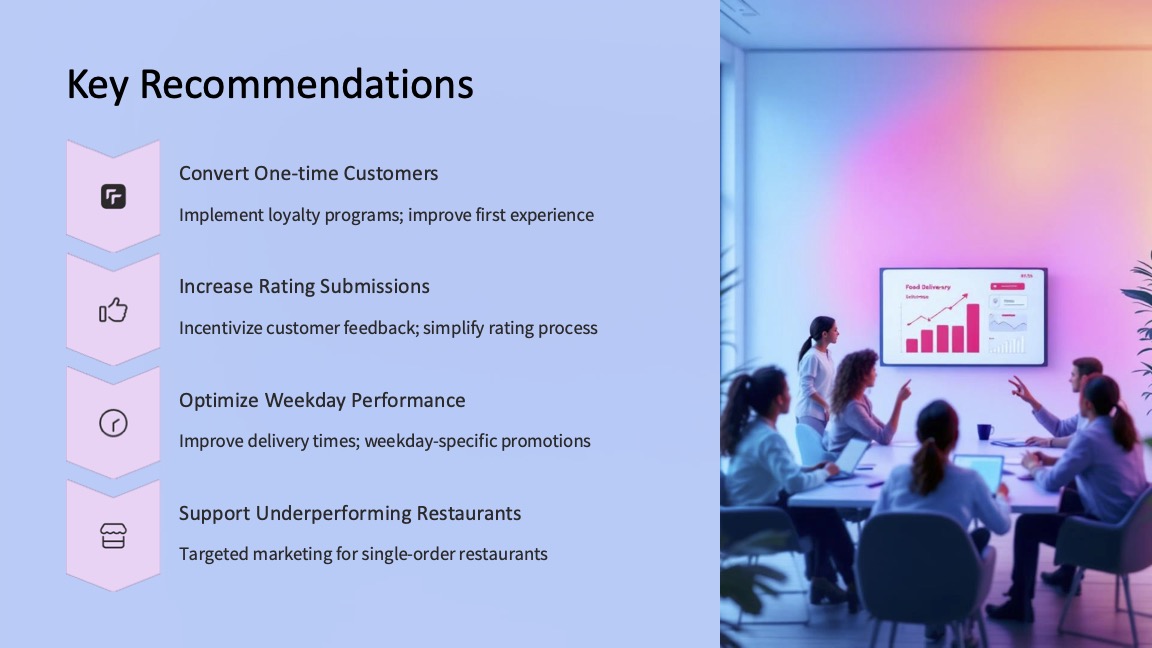 Key Recommendations
Convert One-time Customers
Implement loyalty programs; improve first experience
Increase Rating Submissions
Incentivize customer feedback; simplify rating process
Optimize Weekday Performance
Improve delivery times; weekday-specific promotions
Support Underperforming Restaurants
Targeted marketing for single-order restaurants
Food Deliver-ery